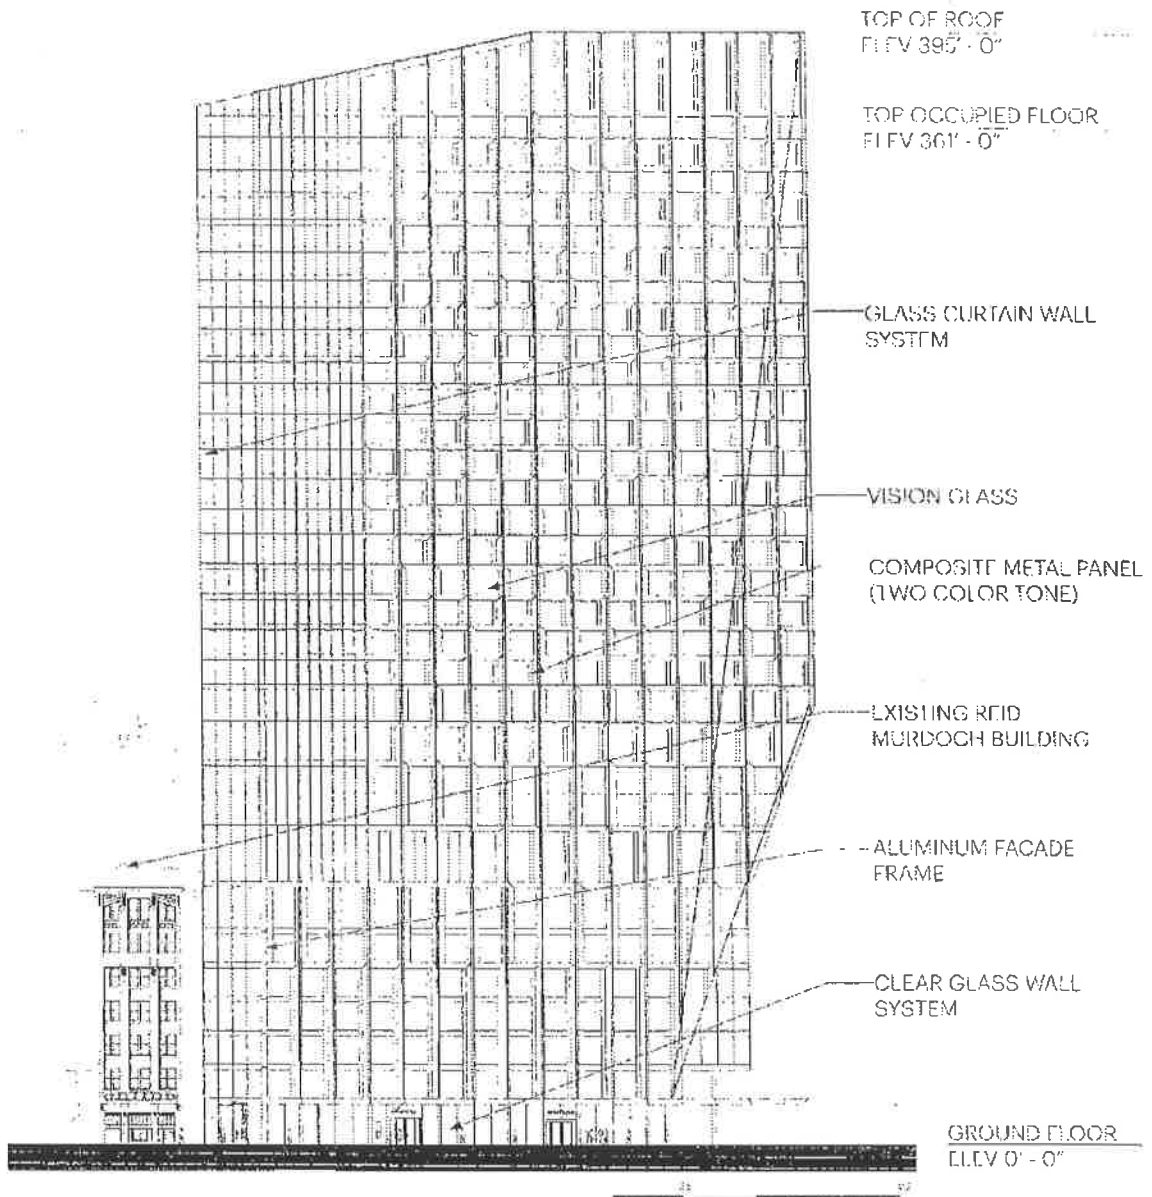 TOP OF ROOF
ELEV 395' - 0"
TOP OCCUPIED FLOOR
ELEV 361' - 0"
GLASS CURTAIN WALL
SYSTEM
VISION GLASS
COMPOSITE METAL PANEL
(TWO COLOR TONE)
EXISTING REID
MURDOCH BUILDING
ALUMINUM FACADE
FRAME
CLEAR GLASS WALL
SYSTEM
GROUND FLOOR
ELEV 0' - 0"